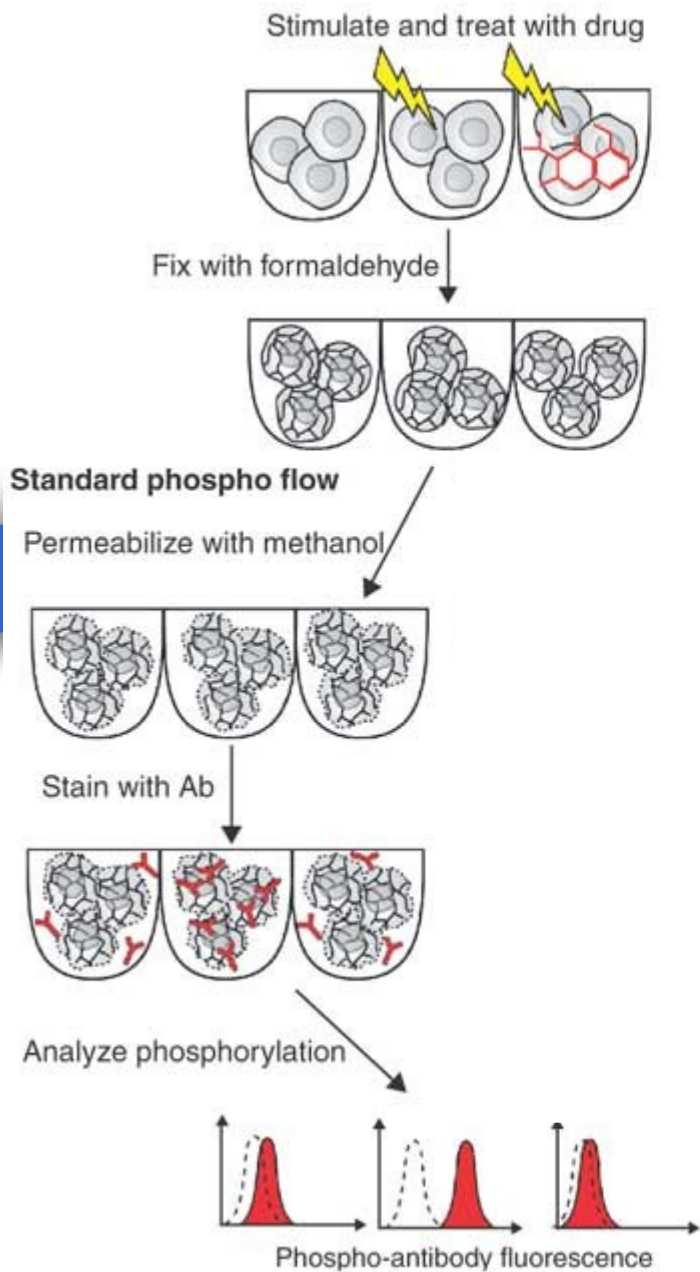 Stimulate and treat with drug
Fix with formaldehyde
Standard phospho flow
Permeabilize with methanol
Stain with Ab
Analyze phosphorylation
Phospho-antibody fluorescence